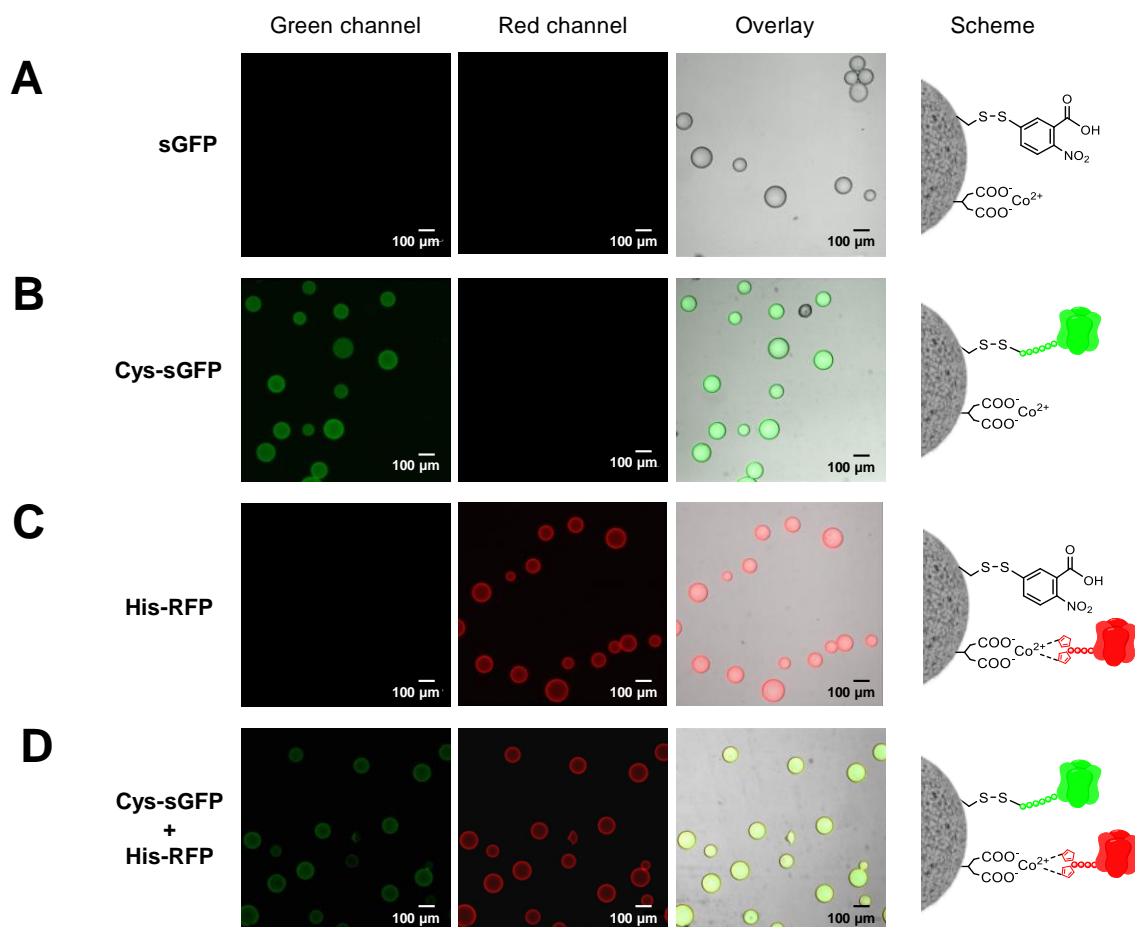 Green channel Red channel Overlay Scheme
A
sGFP
100 µm 100 µm 100 µm
S-S
O
OH
NO₂
COO⁻
Co²⁺
COO⁻
B
Cys-sGFP
100 µm 100 µm 100 µm
S-S
COO⁻
Co²⁺
COO⁻
C
His-RFP
100 µm 100 µm 100 µm
S-S
O
OH
NO₂
COO⁻
Co²⁺
COO⁻
D
Cys-sGFP
+
His-RFP
100 µm 100 µm 100 µm
S-S
COO⁻
Co²⁺
COO⁻